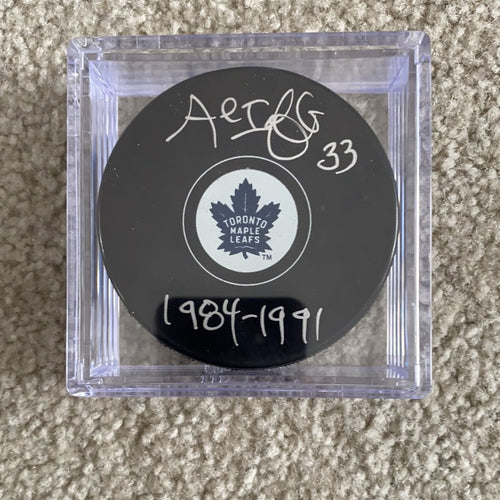 33
TORONTO
MAPLE
LEAFS
TM
1984-1991